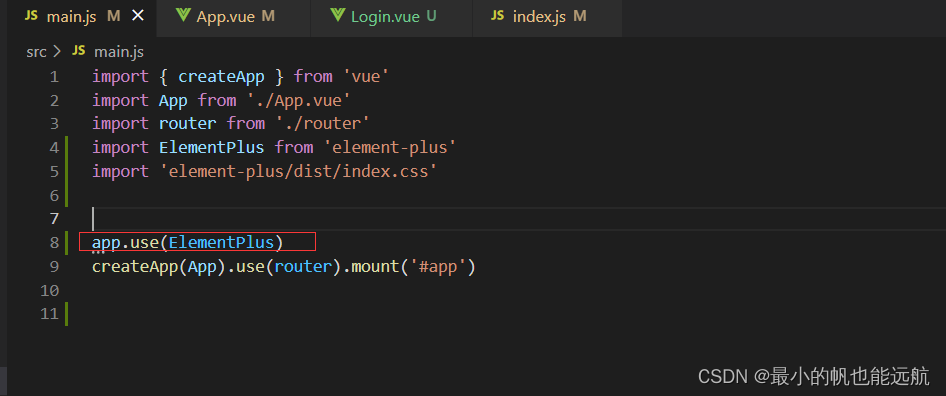 JS main.js M × App.vue M Login.vue U JS index.js M
src > JS main.js
1 import { createApp } from 'vue'
2 import App from './App.vue'
3 import router from './router'
4 import ElementPlus from 'element-plus'
5 import 'element-plus/dist/index.css'
6
7
8 app.use(ElementPlus)
9 createApp(App).use(router).mount('#app')
10
11
CSDN @最小的帆也能远航